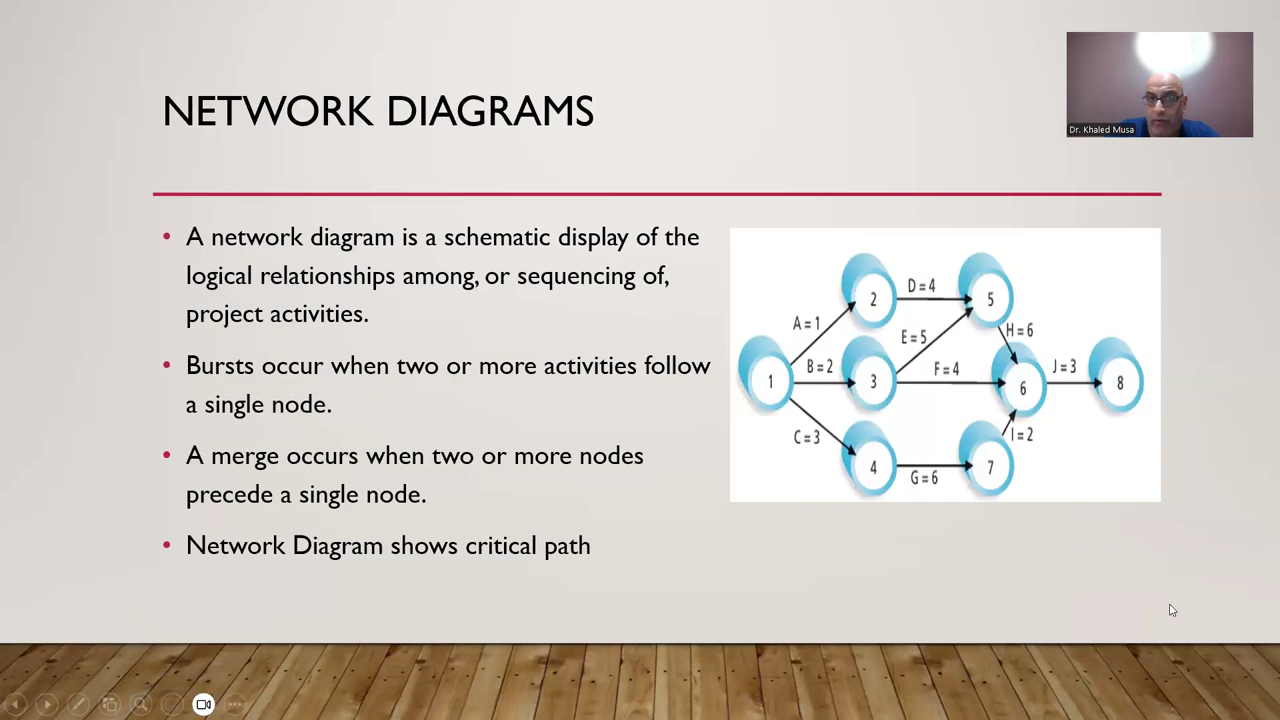 NETWORK DIAGRAMS
Dr. Khaled Musa
• A network diagram is a schematic display of the
logical relationships among, or sequencing of,
project activities.
• Bursts occur when two or more activities follow
a single node.
• A merge occurs when two or more nodes
precede a single node.
• Network Diagram shows critical path
2
D = 4
5
A = 1
E = 5
H = 6
1
B = 2
3
F = 4
6
J = 3
8
C = 3
I = 2
4
G = 6
7